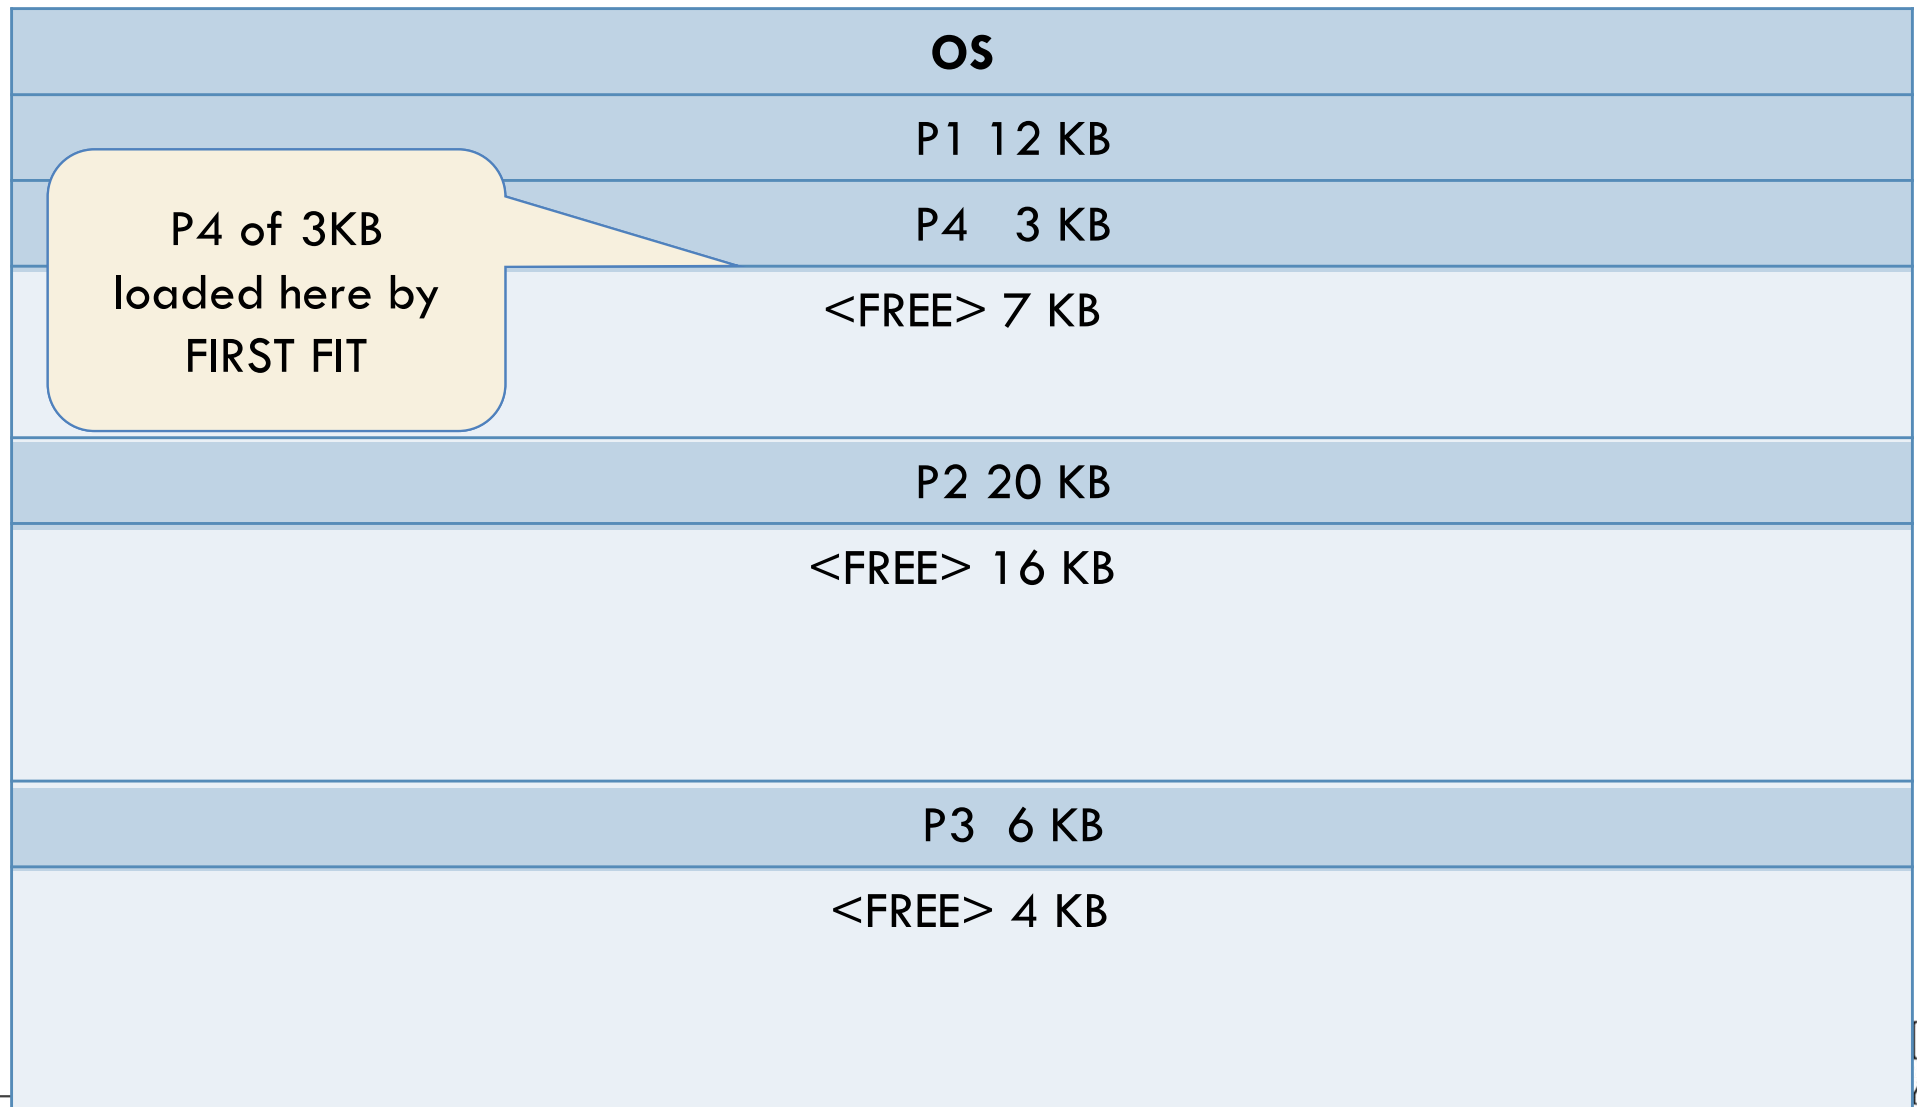 OS
P1 12 KB
P4 3 KB
P4 of 3KB
loaded here by
FIRST FIT
<FREE> 7 KB
P2 20 KB
<FREE> 16 KB
P3 6 KB
<FREE> 4 KB